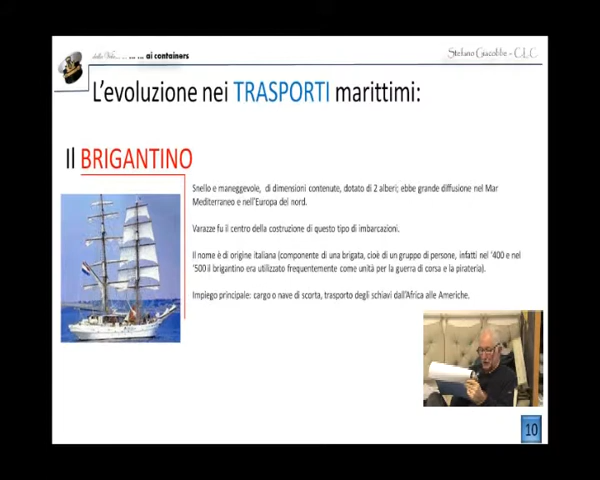 dalle Vele ... ... ... ai containers
Stefano Giacobbe - C.L.C
L'evoluzione nei TRASPORTI marittimi:
Il BRIGANTINO
Snello e maneggevole, di dimensioni contenute, dotato di 2 alberi; ebbe grande diffusione nel Mar
Mediterraneo e nell'Europa del nord.
Varazze fu il centro della costruzione di questo tipo di imbarcazioni.
Il nome è di origine italiana (componente di una brigata, cioè di un gruppo di persone, infatti nel '400 e nel
'500 il brigantino era utilizzato frequentemente come unità per la guerra di corsa e la pirateria).
Impiego principale: cargo o nave di scorta, trasporto degli schiavi dall'Africa alle Americhe.
10